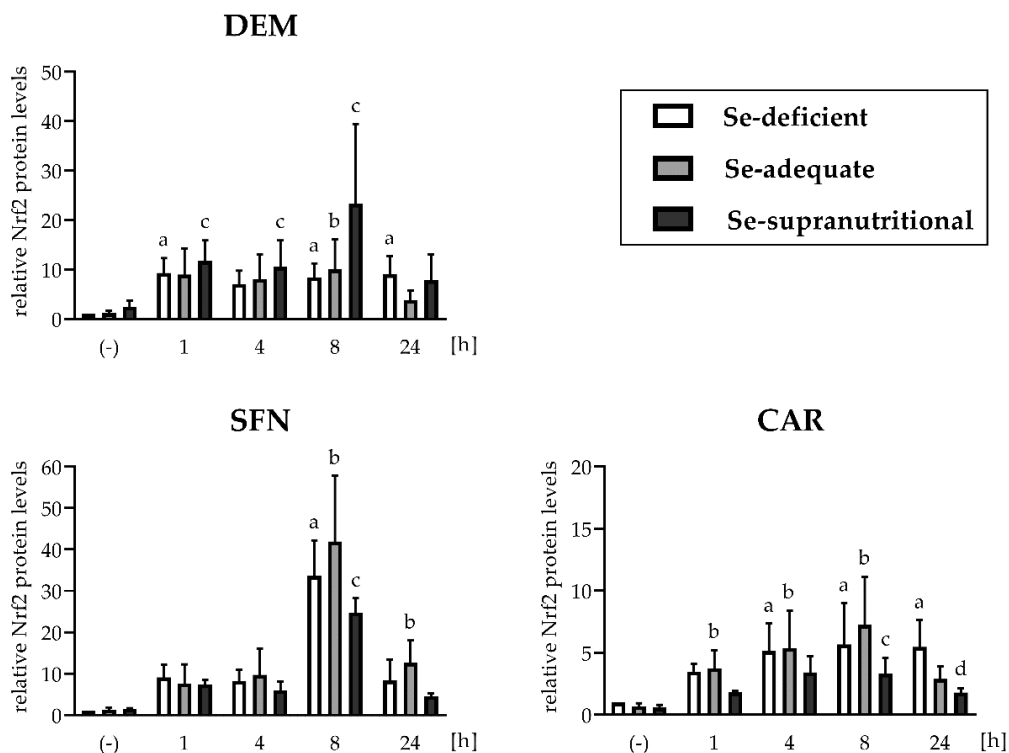 DEM
relative Nrf2 protein levels
50
40
30
20
10
0
c
a c c a b a
(-) 1 4 8 24 [h]
Se-deficient
Se-adequate
Se-supranutritional
SFN
relative Nrf2 protein levels
60
50
40
30
20
10
0
b
a
c
b
(-) 1 4 8 24 [h]
CAR
relative Nrf2 protein levels
20
15
10
5
0
b a b a b c a d
(-) 1 4 8 24 [h]